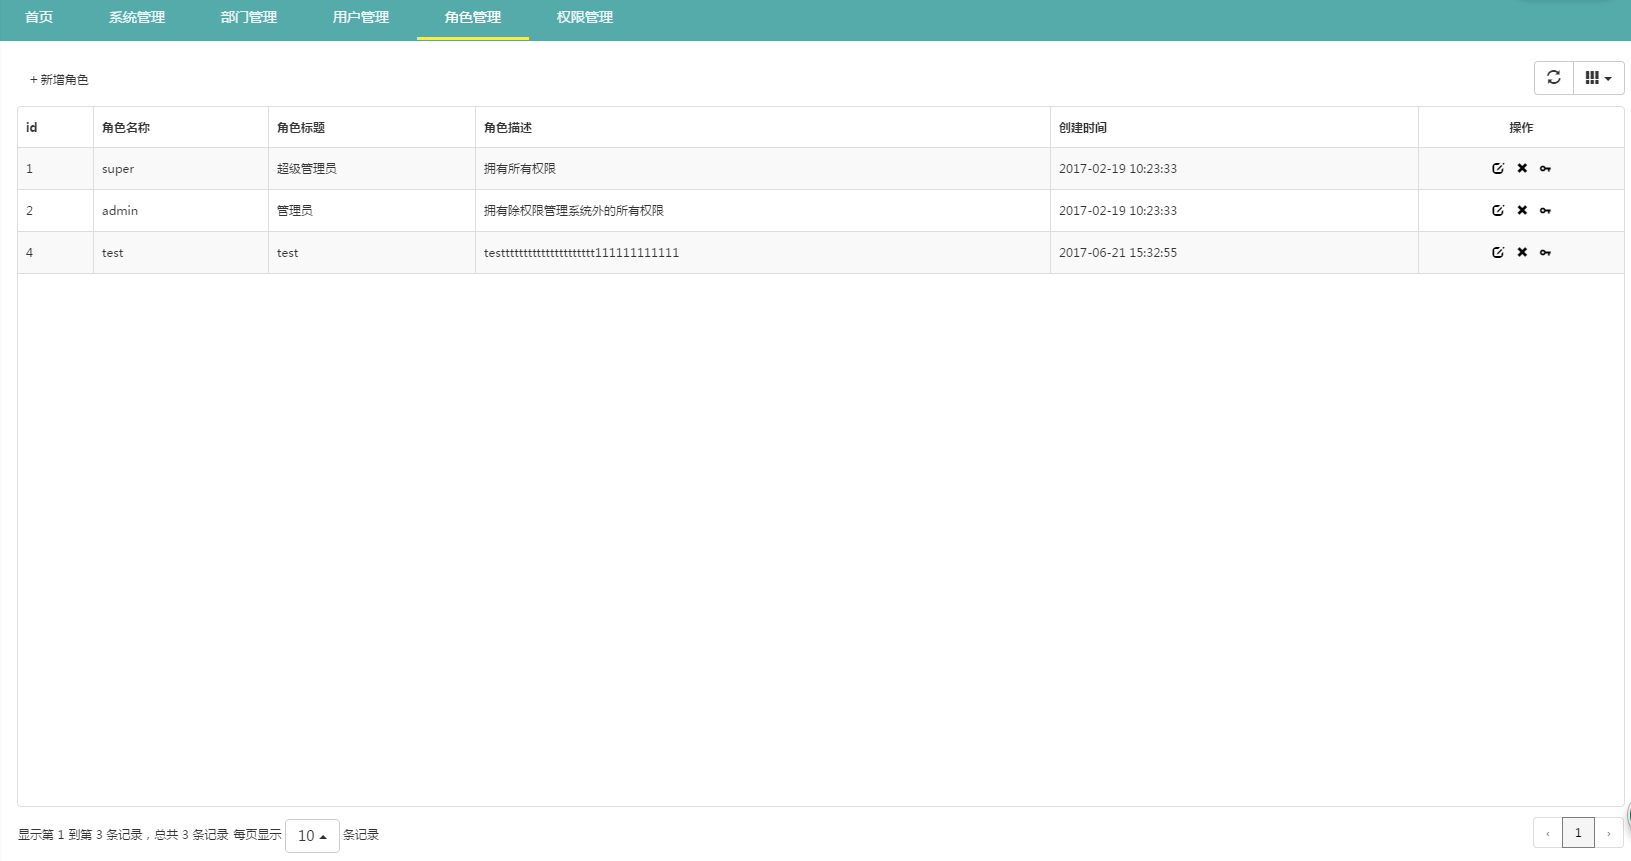 首页 系统管理 部门管理 用户管理 角色管理 权限管理
+ 新增角色
id 角色名称 角色标题 角色描述 创建时间 操作
1 super 超级管理员 拥有所有权限 2017-02-19 10:23:33
2 admin 管理员 拥有除权限管理系统外的所有权限 2017-02-19 10:23:33
4 test test testttttttttttttttttttttt111111111111 2017-06-21 15:32:55
显示第 1 到第 3 条记录，总共 3 条记录 每页显示 10 条记录
‹ 1 ›